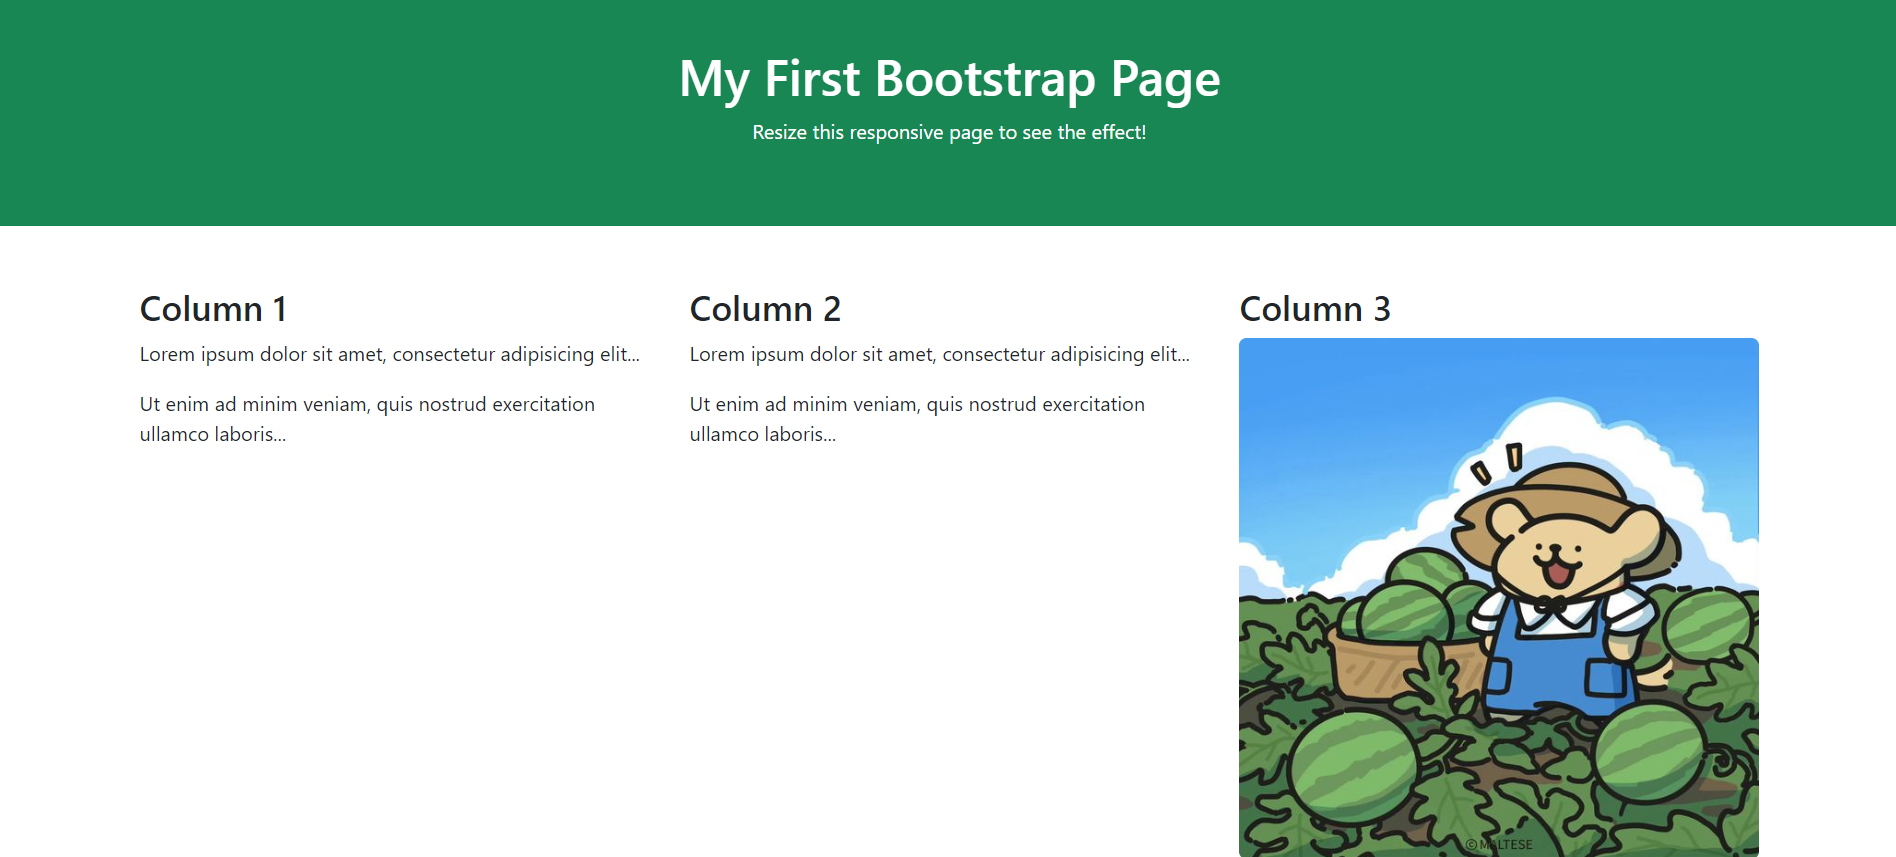 My First Bootstrap Page
Resize this responsive page to see the effect!
Column 1
Lorem ipsum dolor sit amet, consectetur adipisicing elit...
Ut enim ad minim veniam, quis nostrud exercitation
ullamco laboris...
Column 2
Lorem ipsum dolor sit amet, consectetur adipisicing elit...
Ut enim ad minim veniam, quis nostrud exercitation
ullamco laboris...
Column 3
©MALTESE